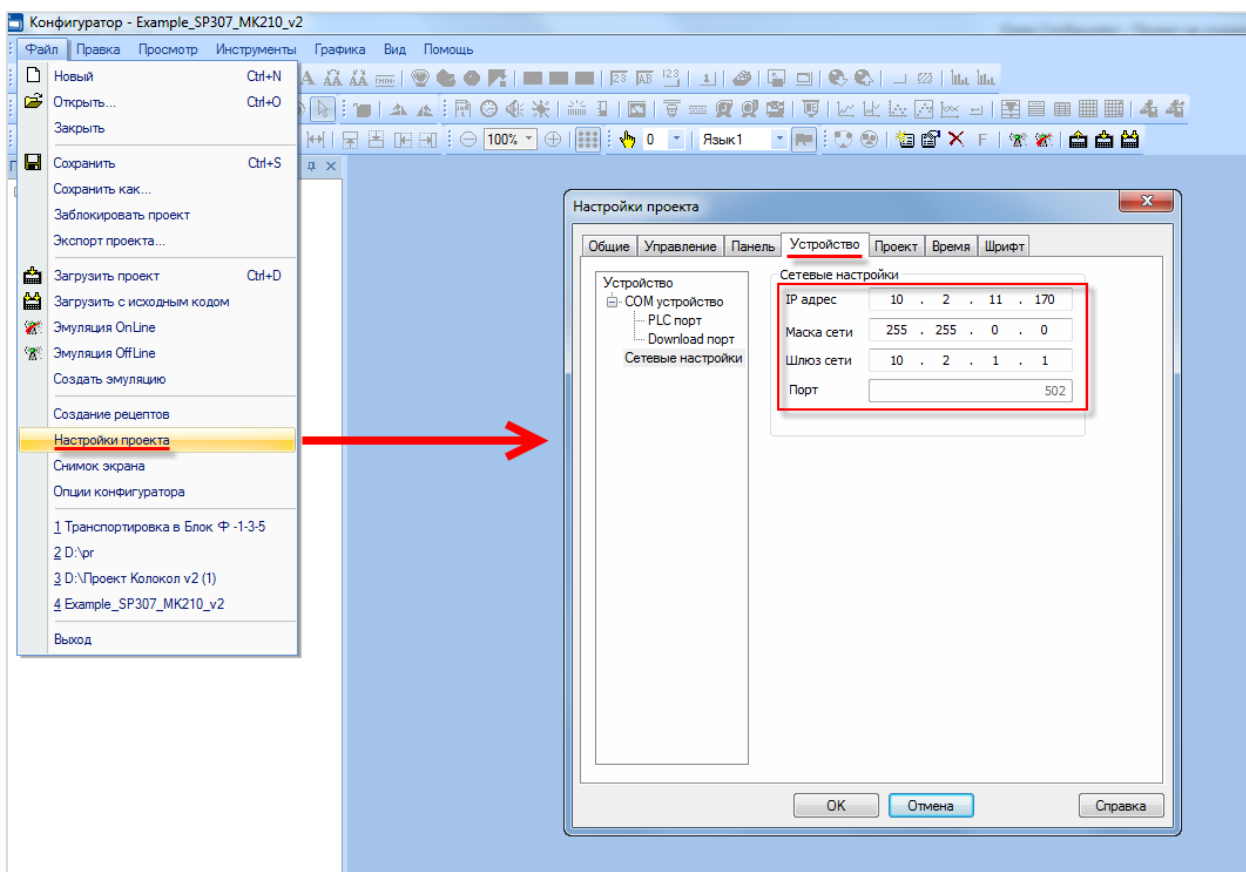 Конфигуратор - Example_SP307_MK210_v2
Файл Правка Просмотр Инструменты Графика Вид Помощь
Новый Ctrl+N
Открыть... Ctrl+O
Закрыть
Сохранить Ctrl+S
Сохранить как...
Заблокировать проект
Экспорт проекта...
Загрузить проект Ctrl+D
Загрузить с исходным кодом
Эмуляция OnLine
Эмуляция OffLine
Создать эмуляцию
Создание рецептов
Настройки проекта
Снимок экрана
Опции конфигуратора
1 Транспортировка в Блок Ф -1-3-5
2 D:\pr
3 D:\Проект Колокол v2 (1)
4 Example_SP307_MK210_v2
Выход
100%
0
Язык1
F
Настройки проекта
Общие Управление Панель Устройство Проект Время Шрифт
Устройство
COM устройство
PLC порт
Download порт
Сетевые настройки
Сетевые настройки
IP адрес 10 . 2 . 11 . 170
Маска сети 255 . 255 . 0 . 0
Шлюз сети 10 . 2 . 1 . 1
Порт 502
OK Отмена Справка